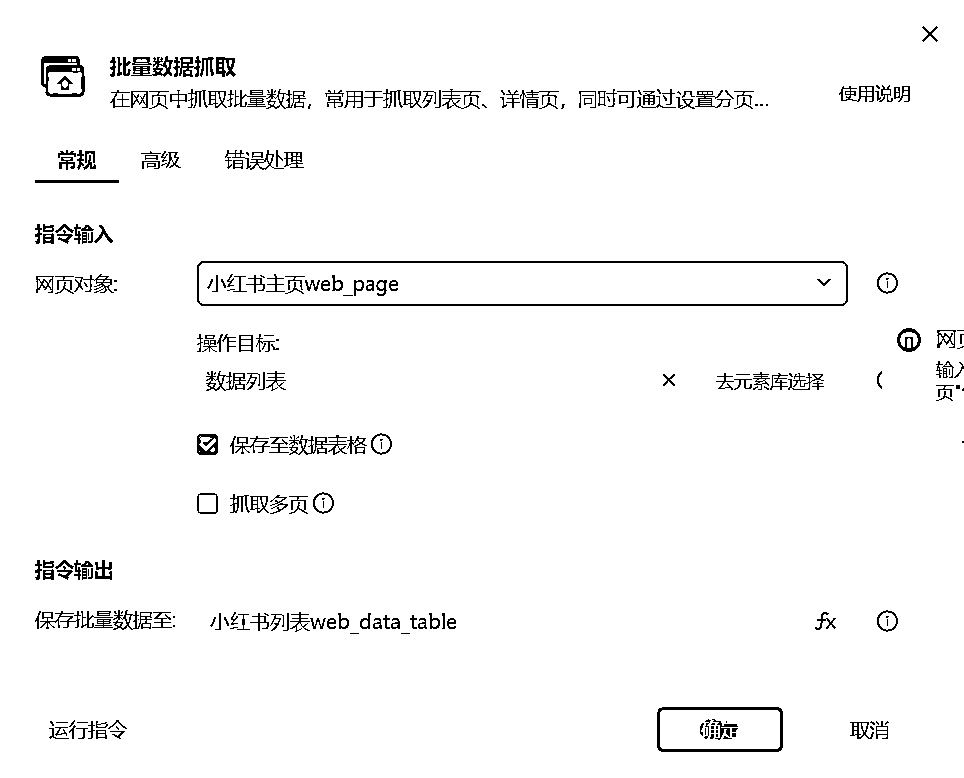 批量数据抓取
在网页中抓取批量数据，常用于抓取列表页、详情页，同时可通过设置分页...
使用说明
常规 高级 错误处理
指令输入
网页对象: 小红书主页web_page
操作目标:
网页
数据列表 去元素库选择
输入
页"
保存至数据表格
抓取多页
指令输出
保存批量数据至: 小红书列表web_data_table fx
运行指令 确定 取消